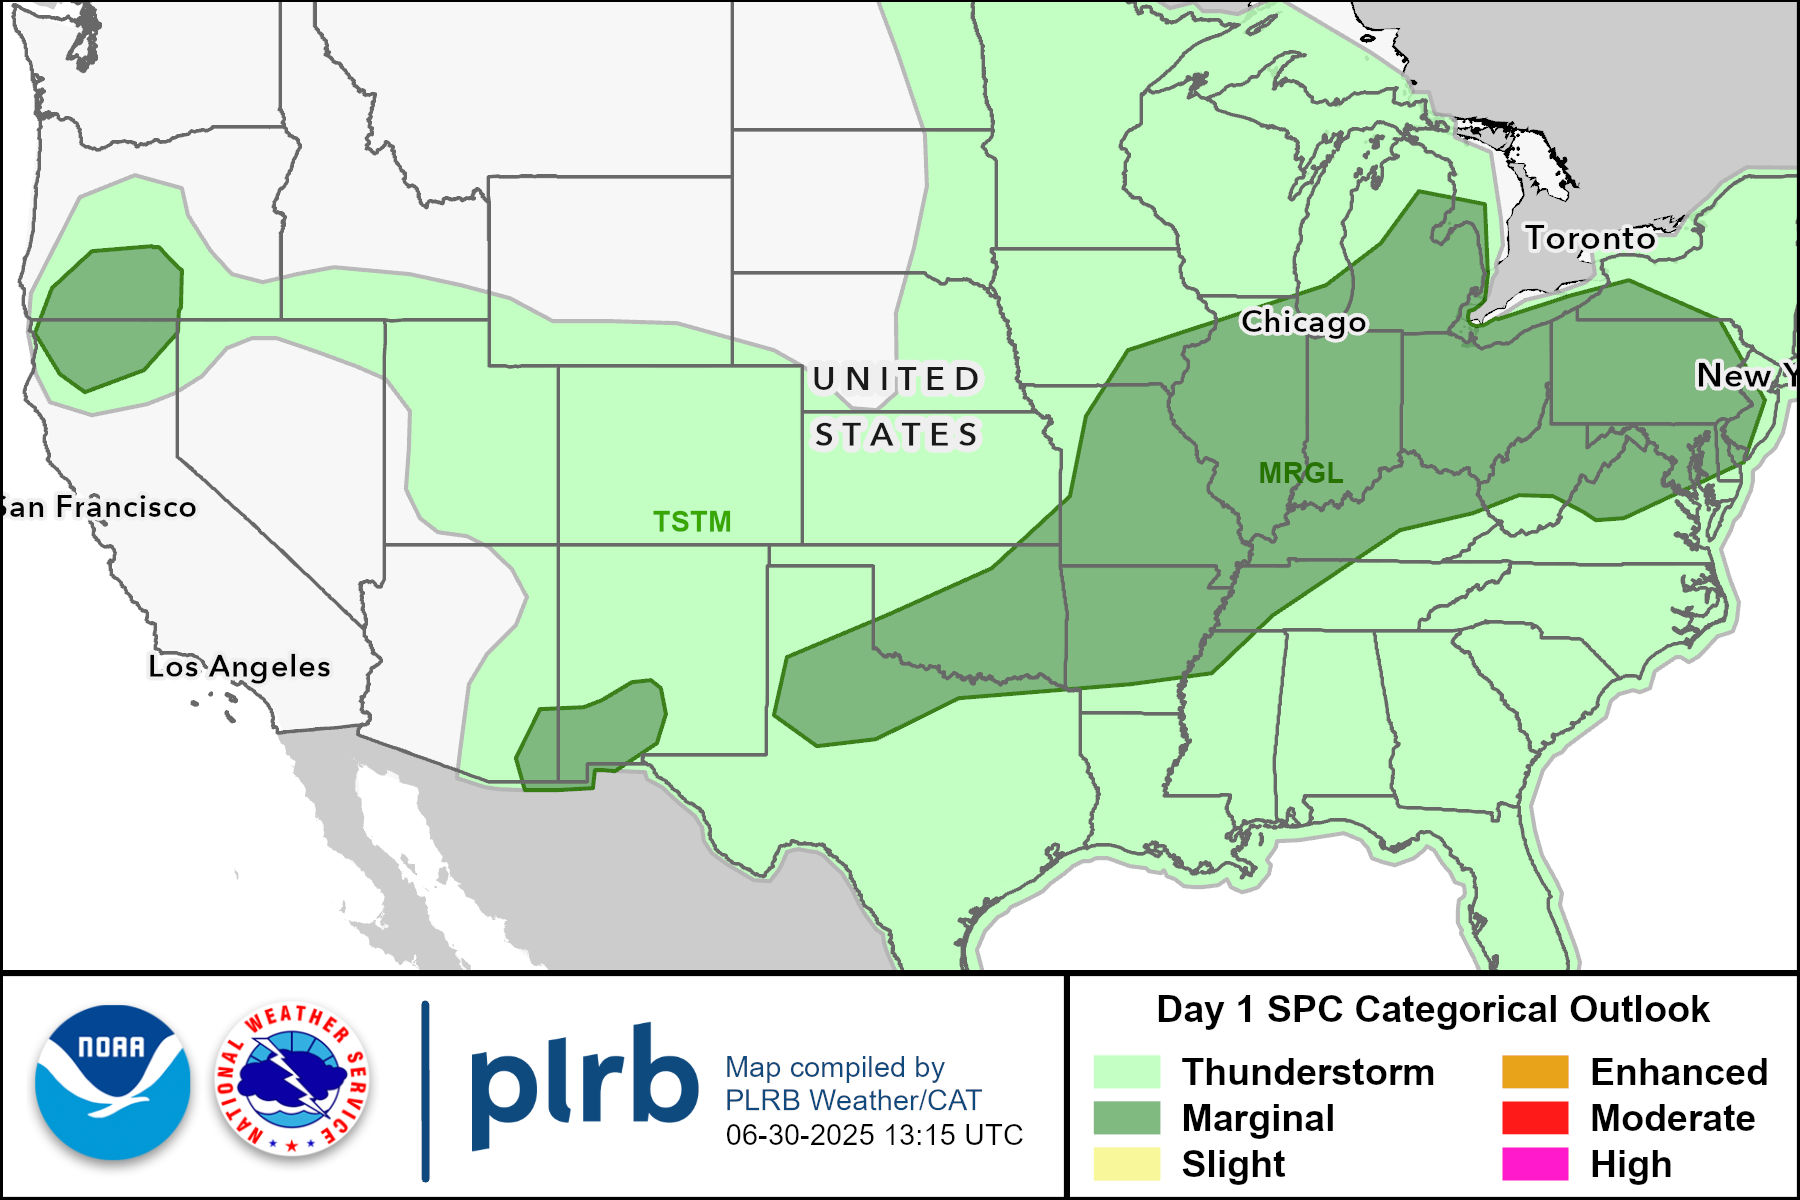 Toronto
Chicago
New Y
UNITED
STATES
MRGL
San Francisco
TSTM
Los Angeles
NOAA
NATIONAL WEATHER SERVICE
plrb
Map compiled by
PLRB Weather/CAT
06-30-2025 13:15 UTC
Day 1 SPC Categorical Outlook
Thunderstorm
Marginal
Slight
Enhanced
Moderate
High